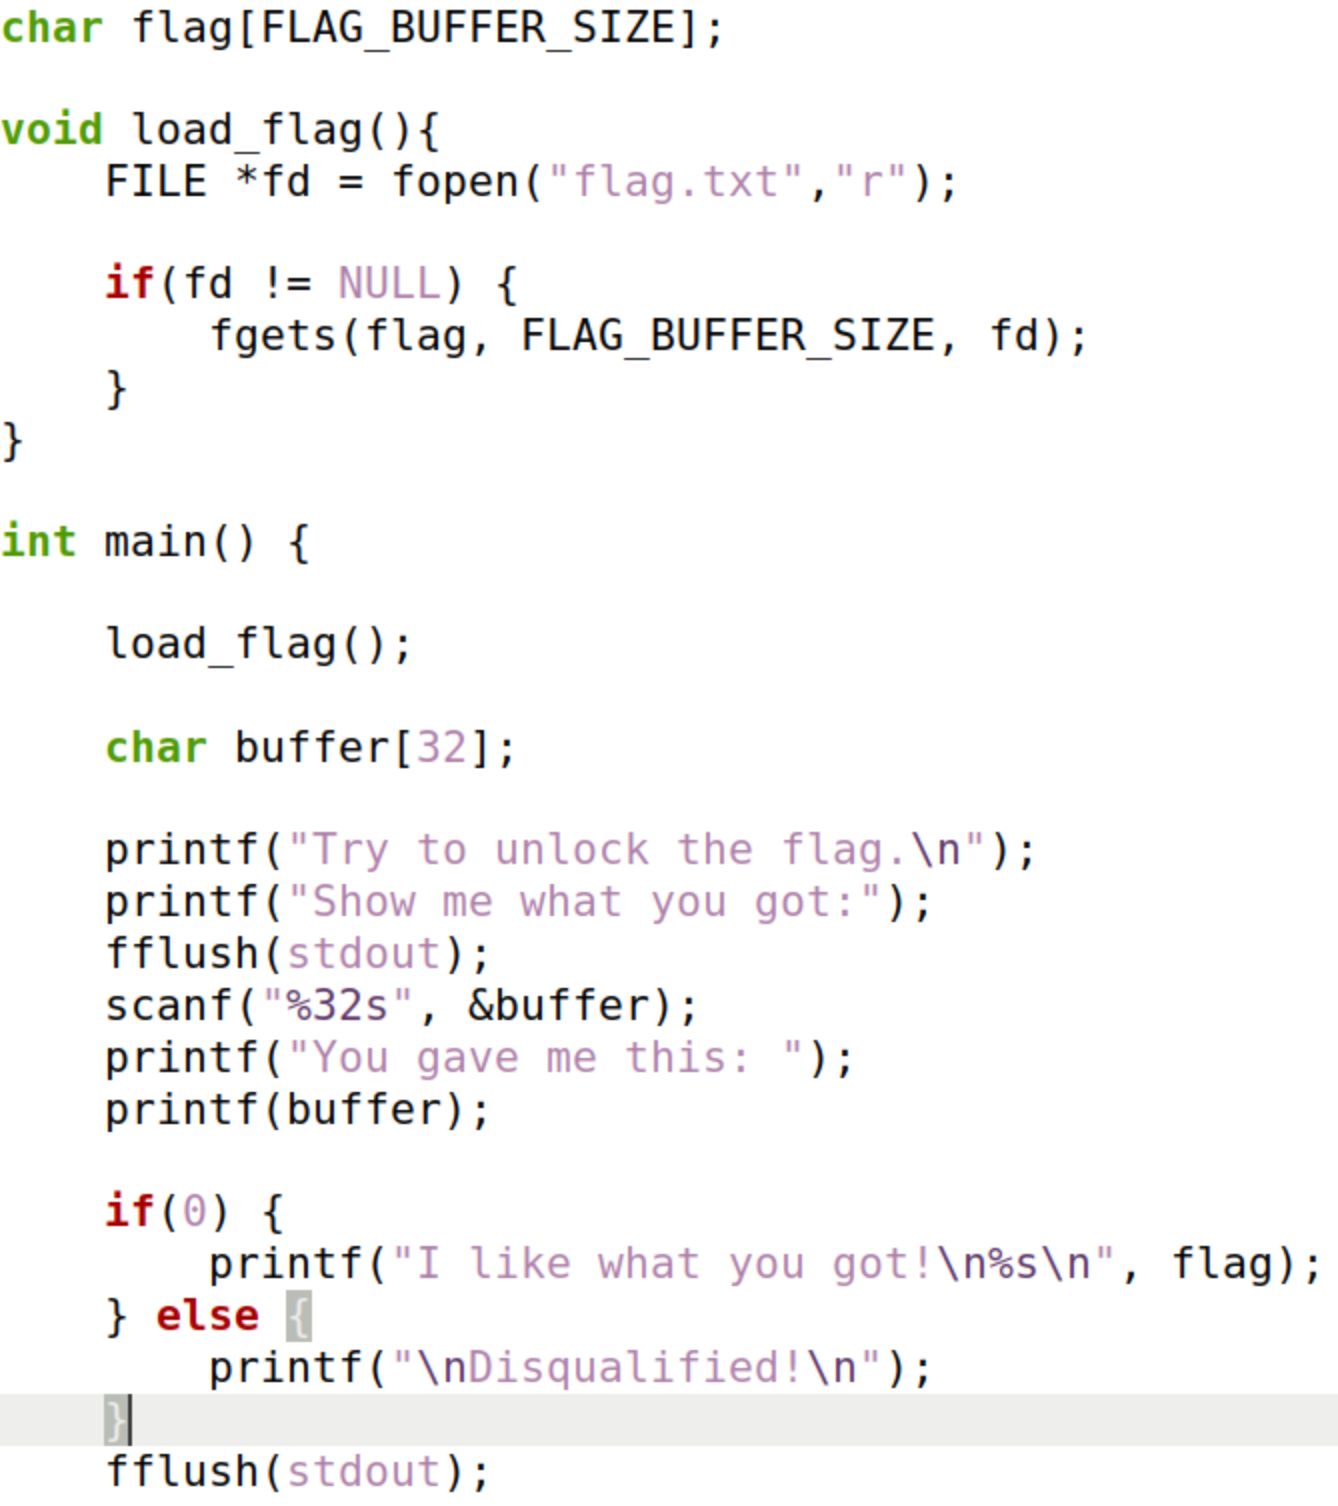 char flag[FLAG_BUFFER_SIZE];
void load_flag(){
    FILE *fd = fopen("flag.txt","r");
    if(fd != NULL) {
        fgets(flag, FLAG_BUFFER_SIZE, fd);
    }
}
int main() {
    load_flag();
    char buffer[32];
    printf("Try to unlock the flag.\n");
    printf("Show me what you got:");
    fflush(stdout);
    scanf("%32s", &buffer);
    printf("You gave me this: ");
    printf(buffer);
    if(0) {
        printf("I like what you got!\n%s\n", flag);
    } else {
        printf("\nDisqualified!\n");
    }
    fflush(stdout);